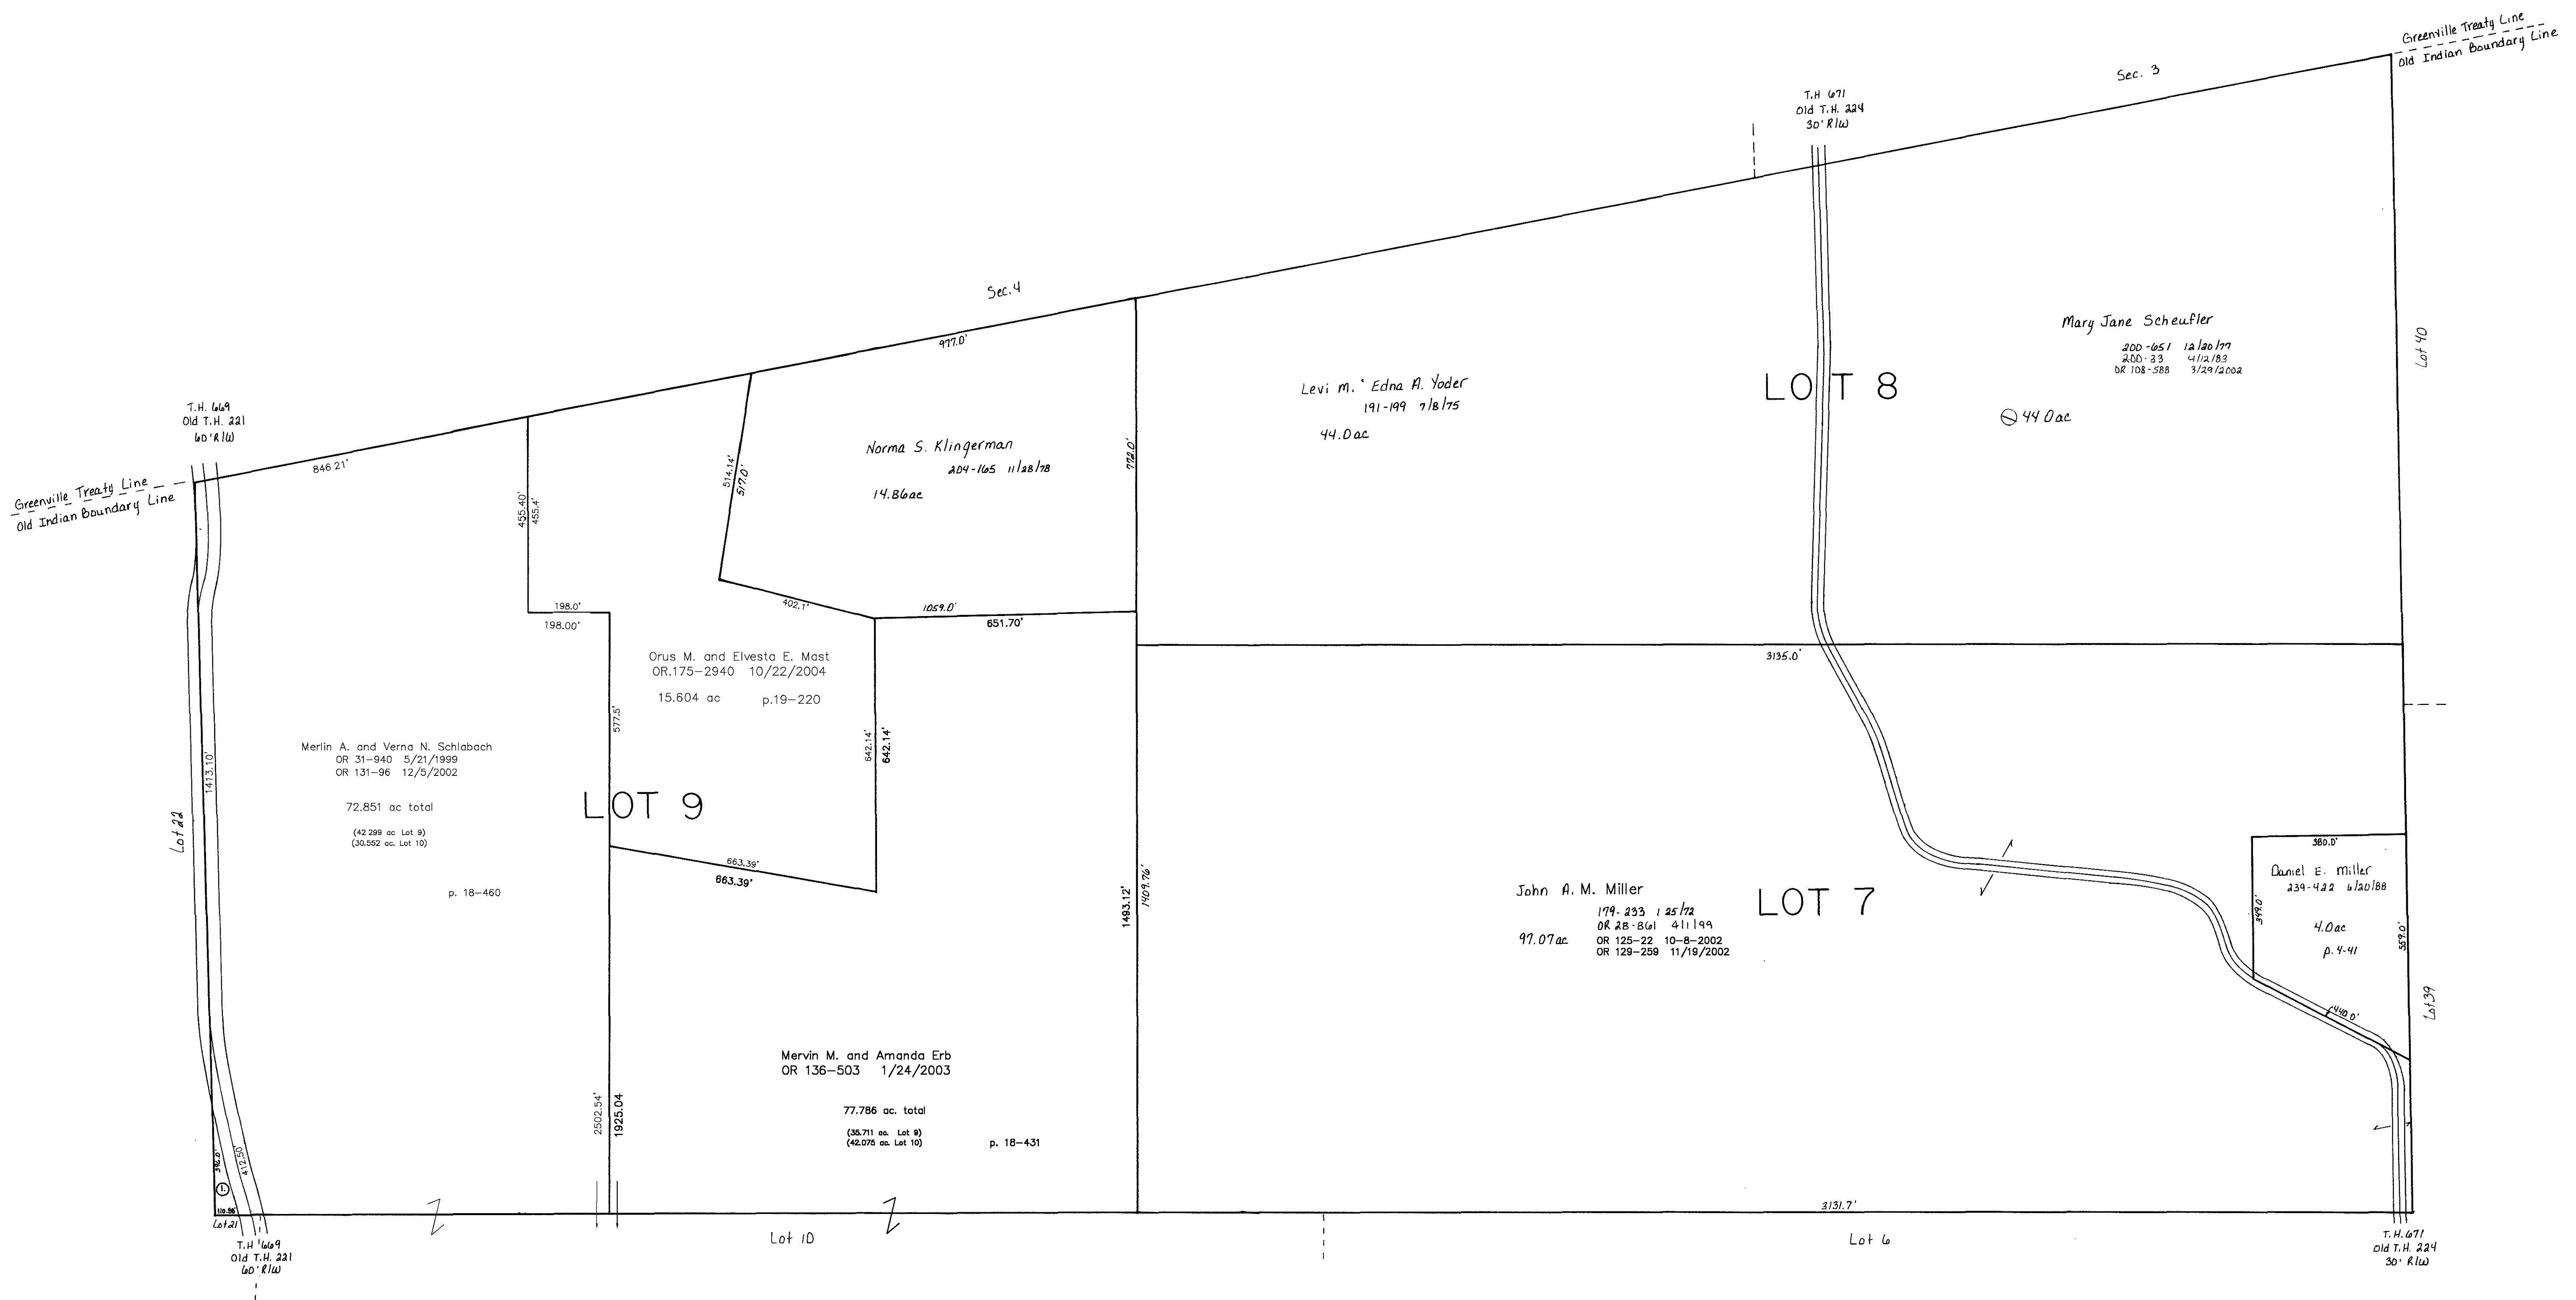 Greenville Treaty Line
Old Indian Boundary Line
Sec. 3
T.H 671
Old T.H. 224
30' R/W
Sec. 4
977.0'
Mary Jane Scheufler
200-651 12/20/77
200-33 4/12/83
OR 108-588 3/29/2002
44.0ac
Lot 40
LOT 8
Levi M. ' Edna A. Yoder
191-199 7/8/75
44.0ac
T.H. 669
Old T.H. 221
60' R/W
846.21'
Greenville Treaty Line
Old Indian Boundary Line
Norma S. Klingerman
204-165 11/28/78
14.86ac
772.0'
514.14'
517.0'
455.40'
455.4'
402.1'
1059.0'
651.70'
198.0'
198.00'
Orus M. and Elvesta E. Mast
OR.175-2940 10/22/2004
15.604 ac p.19-220
577.5'
642.14'
642.14'
3135.0'
Merlin A. and Verna N. Schlabach
OR 31-940 5/21/1999
OR 131-96 12/5/2002
72.851 ac total
(42 299 ac Lot 9)
(30.552 ac. Lot 10)
p. 18-460
1413.10'
Lot 22
LOT 9
663.39'
663.39'
1493.12'
1409.76'
John A. M. Miller
179-233 1 25/72
OR 28-861 4/1/99
97.07ac OR 125-22 10-8-2002
OR 129-259 11/19/2002
LOT 7
380.0'
Daniel E. Miller
239-422 6/20/88
4.0ac
p. 4-41
349.0'
559.0'
440.0'
Lot 39
Mervin M. and Amanda Erb
OR 136-503 1/24/2003
77.786 ac. total
(35.711 ac. Lot 9)
(42.075 ac. Lot 10) p. 18-431
2502.54'
1925.04
396.0'
412.50'
1.
110.96'
Lot 21
T.H 669
Old T.H. 221
60' R/W
Lot 10
3131.7'
Lot 6
T.H. 671
Old T.H. 224
30' R/W